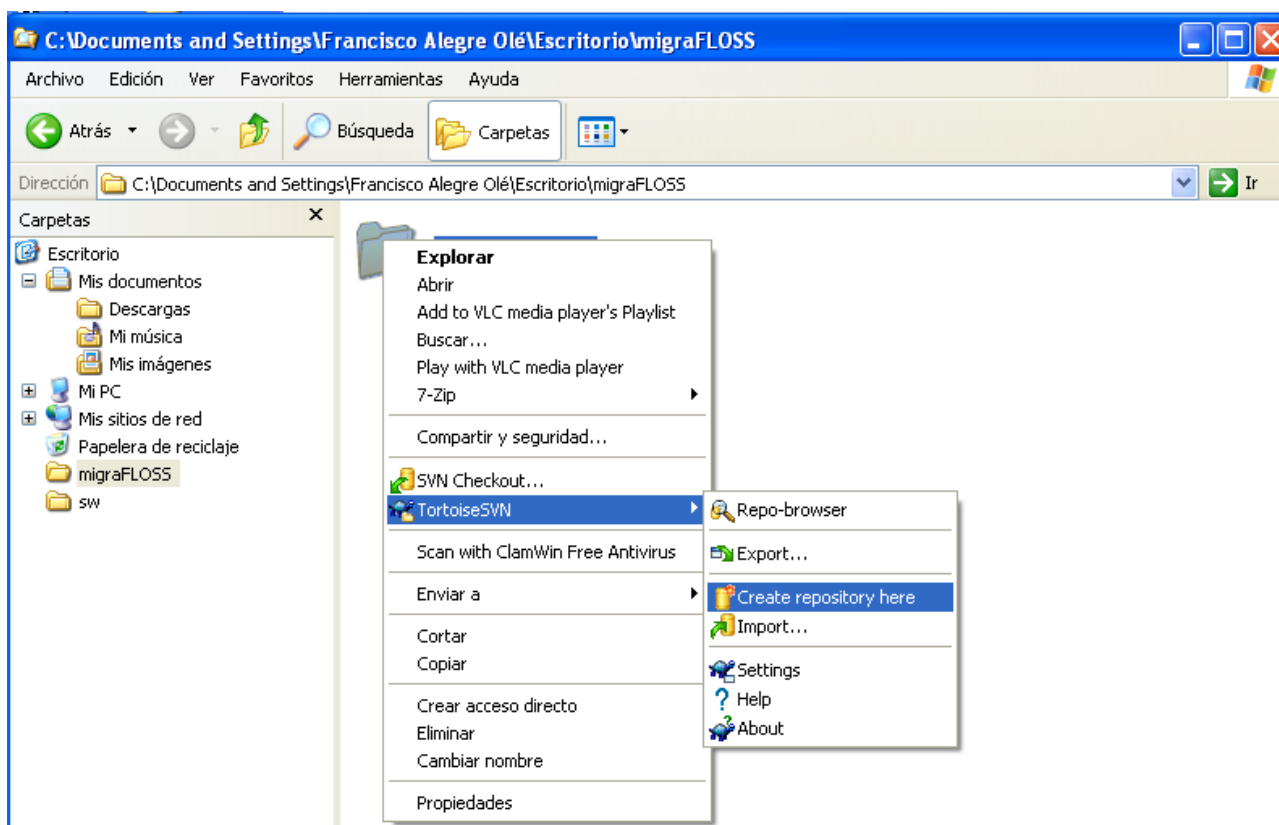 C:\Documents and Settings\Francisco Alegre Olé\Escritorio\migraFLOSS
Archivo Edición Ver Favoritos Herramientas Ayuda
Atrás Búsqueda Carpetas
Dirección C:\Documents and Settings\Francisco Alegre Olé\Escritorio\migraFLOSS Ir
Carpetas
Escritorio
Mis documentos
Descargas
Mi música
Mis imágenes
Mi PC
Mis sitios de red
Papelera de reciclaje
migraFLOSS
sw
Explorar
Abrir
Add to VLC media player's Playlist
Buscar...
Play with VLC media player
7-Zip
Compartir y seguridad...
SVN Checkout...
TortoiseSVN
Scan with ClamWin Free Antivirus
Enviar a
Cortar
Copiar
Crear acceso directo
Eliminar
Cambiar nombre
Propiedades
Repo-browser
Export...
Create repository here
Import...
Settings
Help
About